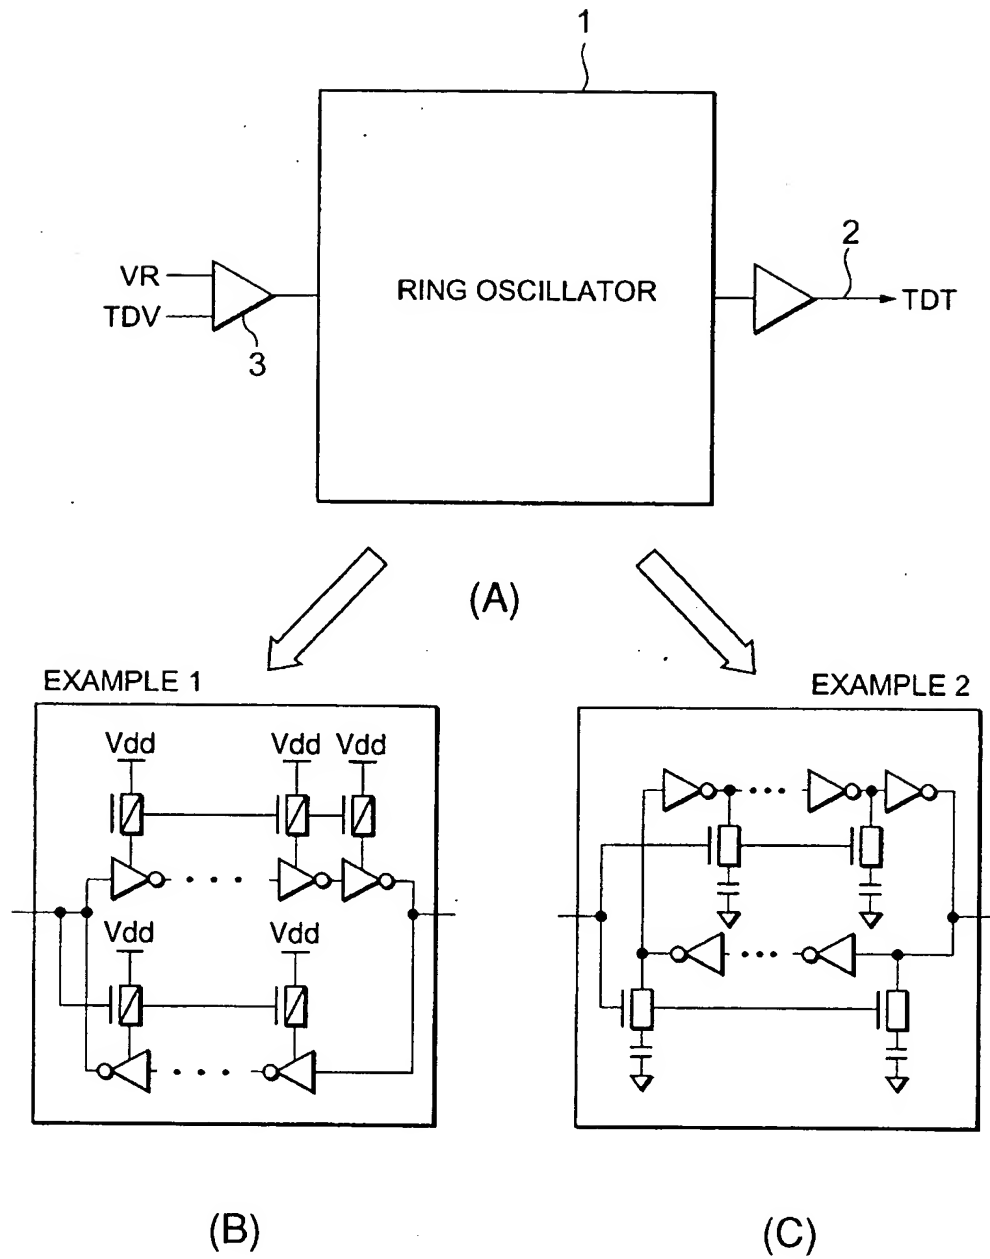 1
VR
TDV
3
RING OSCILLATOR
2
TDT
(A)
EXAMPLE 1
Vdd
Vdd
Vdd
Vdd
Vdd
(B)
EXAMPLE 2
(C)